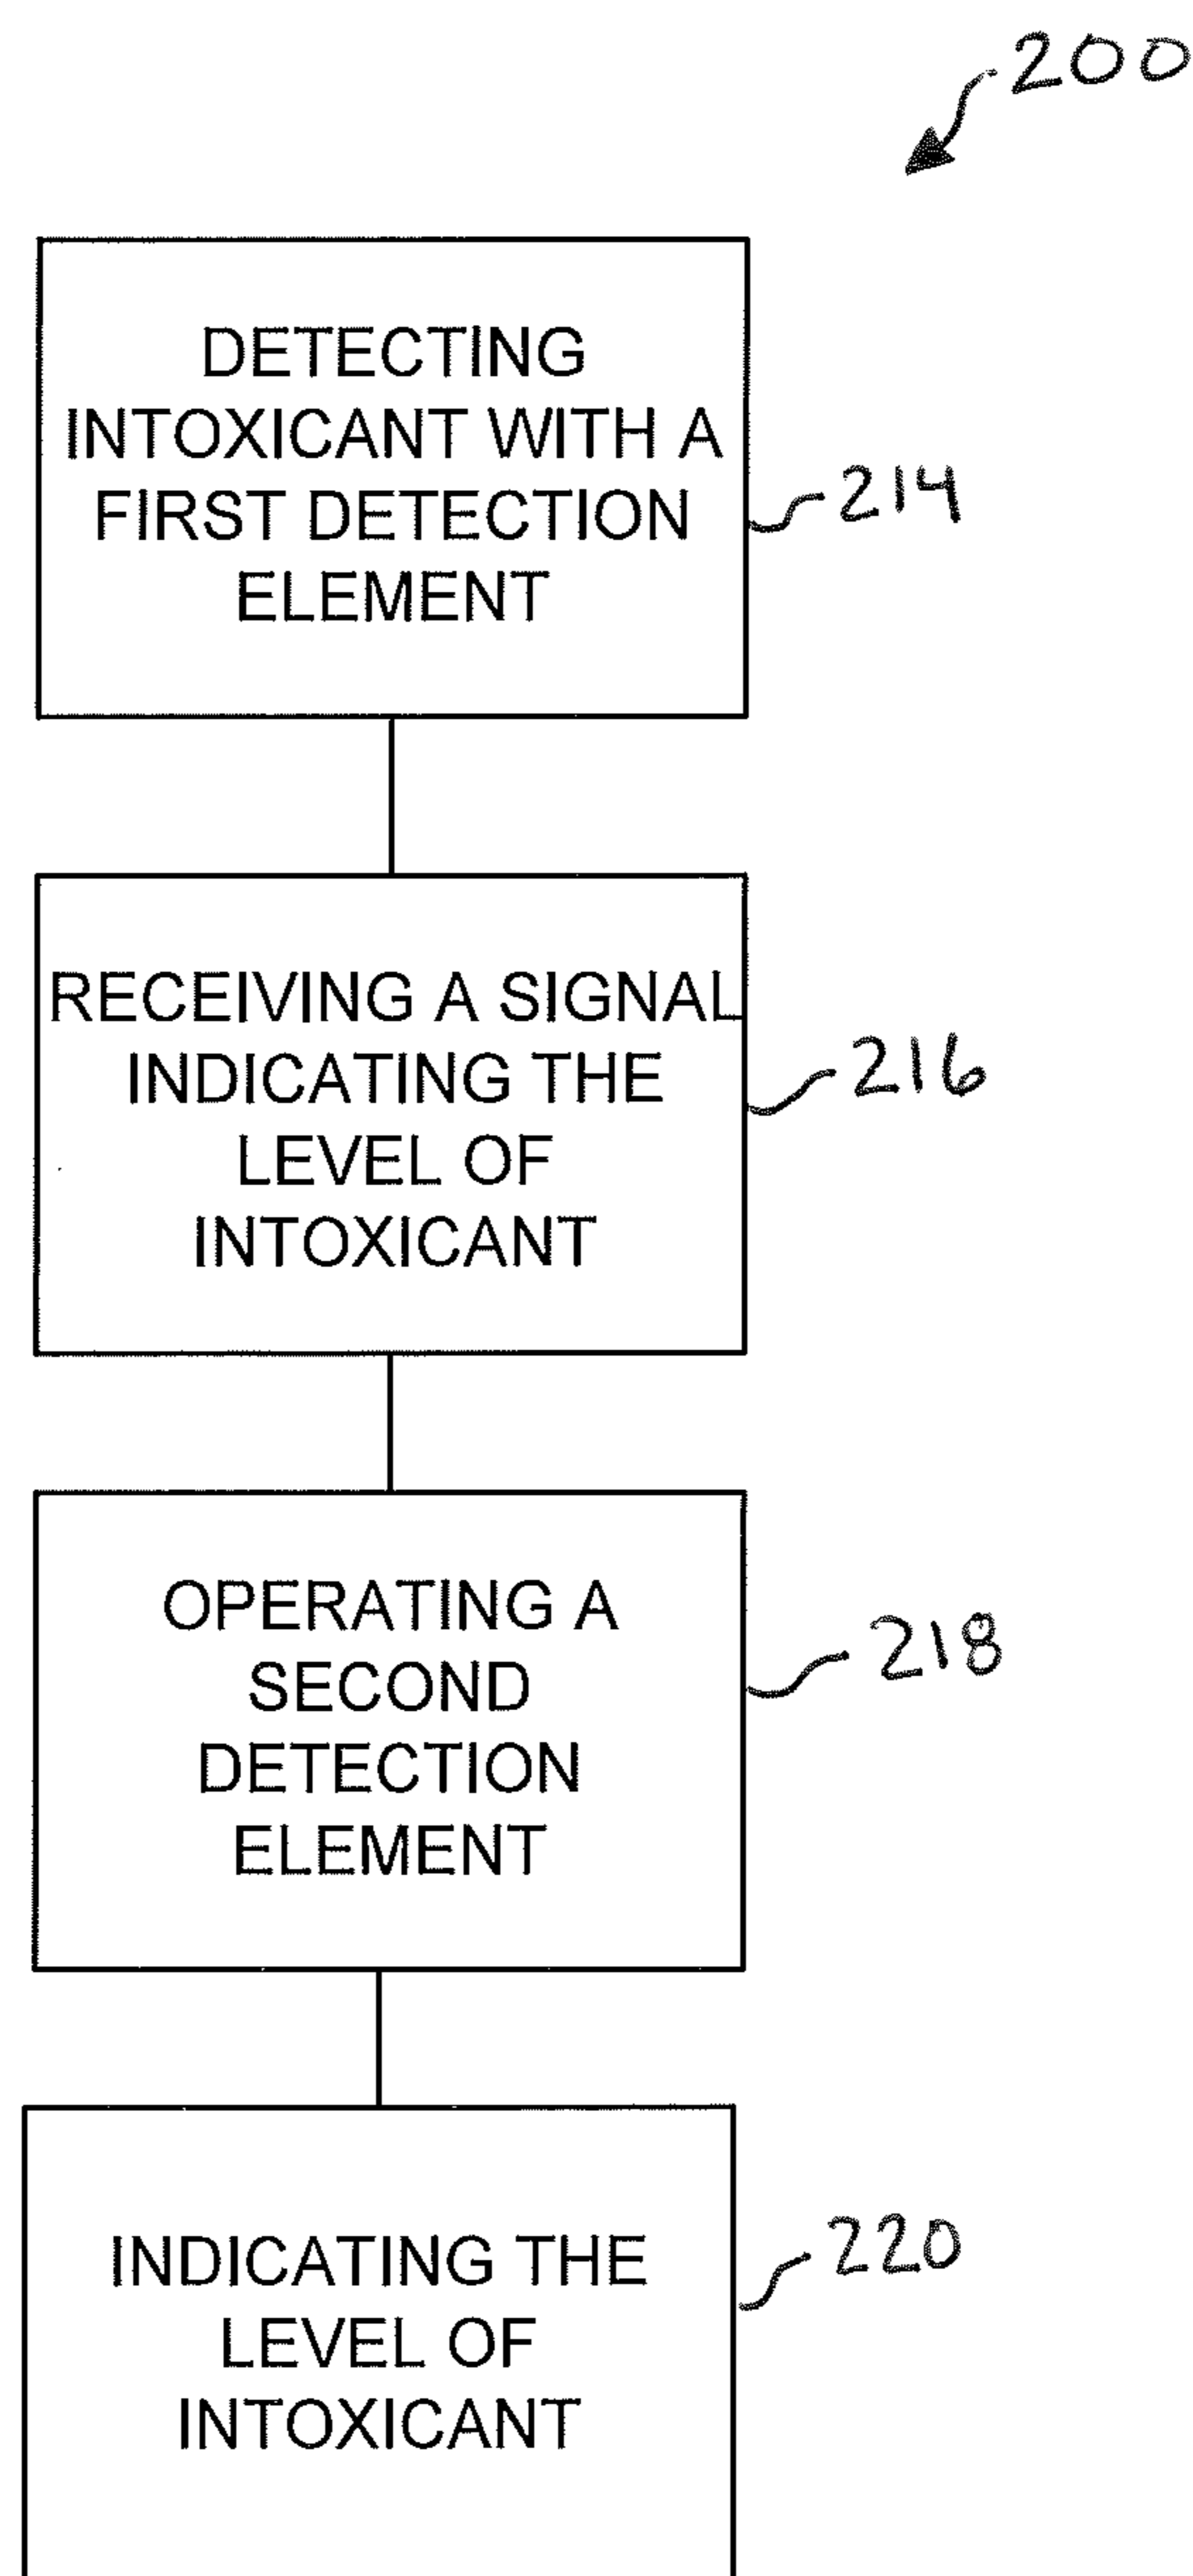 200
DETECTING
INTOXICANT WITH A
FIRST DETECTION
ELEMENT
214
RECEIVING A SIGNAL
INDICATING THE
LEVEL OF
INTOXICANT
216
OPERATING A
SECOND
DETECTION
ELEMENT
218
INDICATING THE
LEVEL OF
INTOXICANT
220